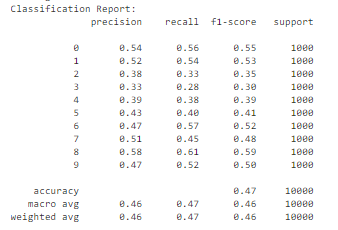 Classification Report:
precision recall f1-score support
0 0.54 0.56 0.55 1000
1 0.52 0.54 0.53 1000
2 0.38 0.33 0.35 1000
3 0.33 0.28 0.30 1000
4 0.39 0.38 0.39 1000
5 0.43 0.40 0.41 1000
6 0.47 0.57 0.52 1000
7 0.51 0.45 0.48 1000
8 0.58 0.61 0.59 1000
9 0.47 0.52 0.50 1000
accuracy 0.47 10000
macro avg 0.46 0.47 0.46 10000
weighted avg 0.46 0.47 0.46 10000